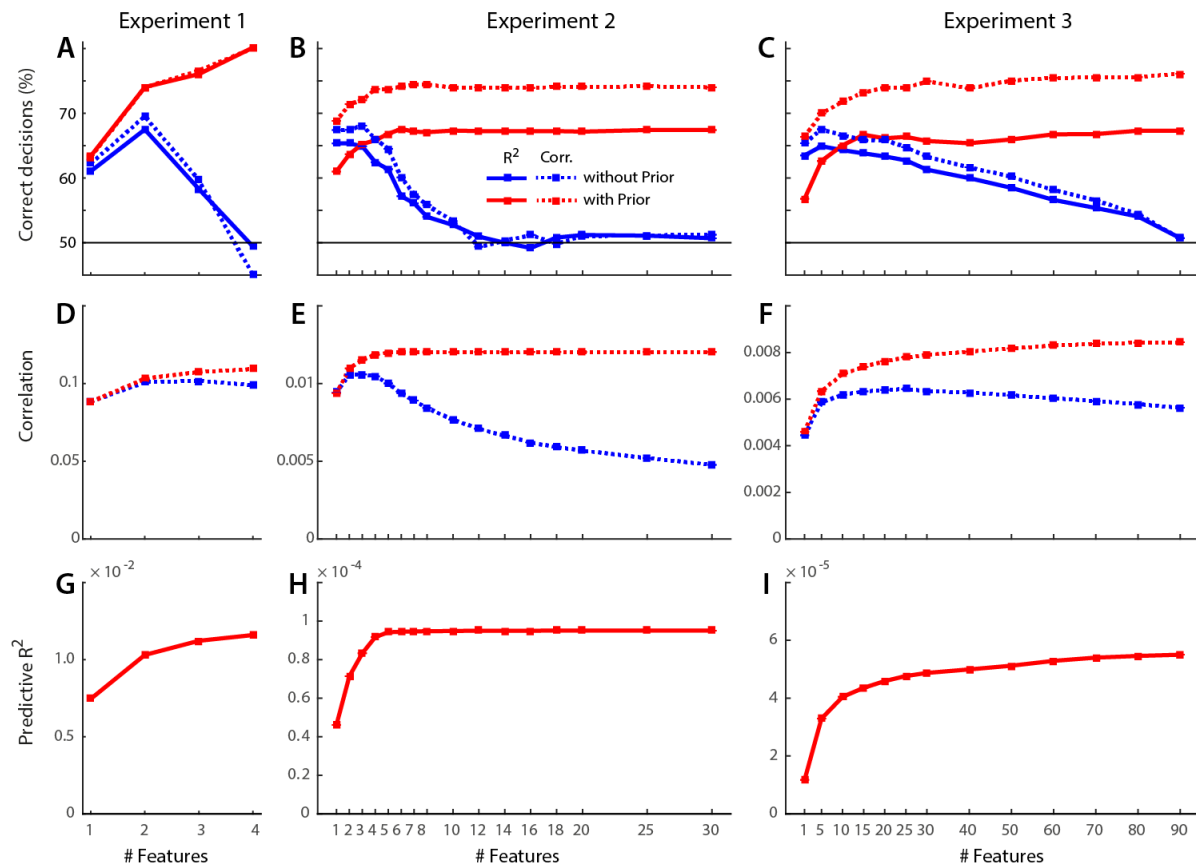 Experiment 1 Experiment 2 Experiment 3
A B C
Correct decisions (%)
80
70
60
50
R² Corr.
without Prior
with Prior
D E F
Correlation
0.1
0.05
0
0.01
0.005
0
0.008
0.006
0.004
0.002
0
G H I
× 10⁻² × 10⁻⁴ × 10⁻⁵
Predictive R²
1.0
0.5
0
1
0.8
0.6
0.4
0.2
0
6
4
2
0
1 2 3 4
1 2 3 4 5 6 7 8 10 12 14 16 18 20 25 30
1 5 10 15 20 25 30 40 50 60 70 80 90
# Features # Features # Features